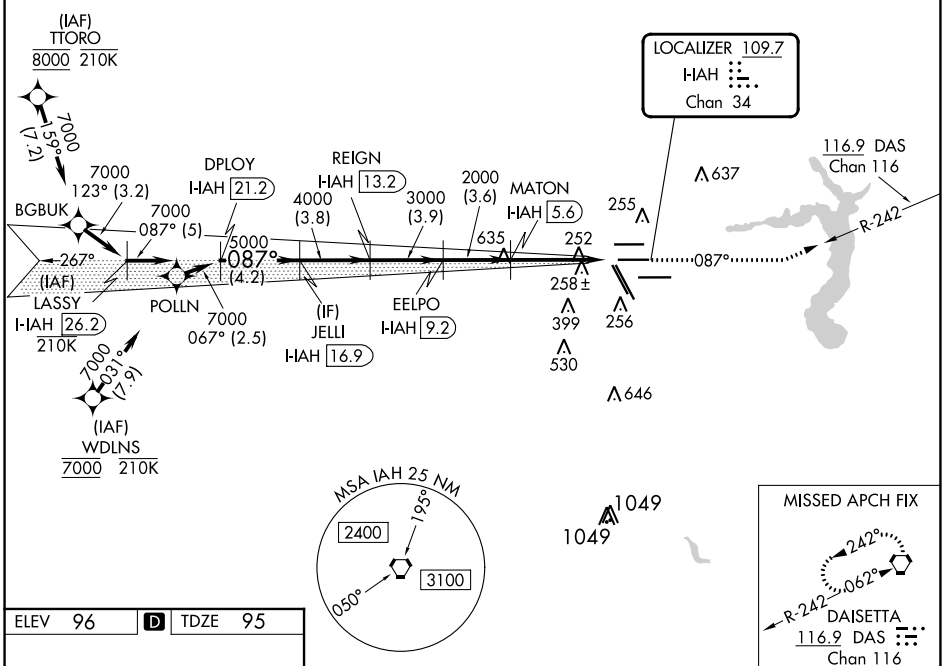 (IAF)
TTORO
8000 210K
7000
159°
(7.2)
LOCALIZER 109.7
I-IAH
Chan 34
116.9 DAS
Chan 116
R-242
7000
123° (3.2)
BGBUK
7000
087° (5)
DPLOY
I-IAH 21.2
REIGN
I-IAH 13.2
4000
(3.8)
3000
(3.9)
2000
(3.6)
MATON
I-IAH 5.6
637
255
635
252
5000
087°
(4.2)
267°
087°
(IAF)
LASSY
I-IAH 26.2
210K
POLLN
7000
067° (2.5)
(IF)
JELLI
I-IAH 16.9
EELPO
I-IAH 9.2
258±
399
256
530
646
7000
031°
(7.9)
(IAF)
WDLNS
7000 210K
MSA IAH 25 NM
195°
2400
3100
050°
1049
1049
MISSED APCH FIX
242°
062°
R-242
DAISETTA
116.9 DAS
Chan 116
ELEV 96 D TDZE 95